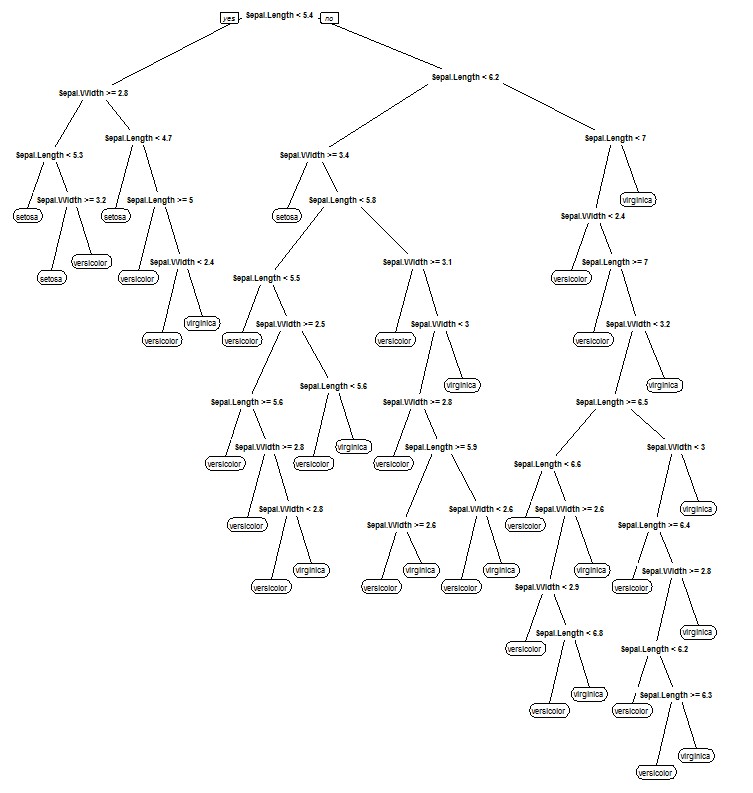 yes Sepal.Length < 5.4 no
Sepal.Length < 6.2
Sepal.Width >= 2.8
Sepal.Length < 4.7
Sepal.Length < 7
Sepal.Length < 5.3
Sepal.Width >= 3.4
Sepal.Width >= 3.2
Sepal.Length >= 5
Sepal.Length < 5.8
virginica
setosa
setosa
setosa
Sepal.Width < 2.4
versicolor
Sepal.Width < 2.4
Sepal.Width >= 3.1
Sepal.Length >= 7
setosa
versicolor
Sepal.Length < 5.5
versicolor
virginica
Sepal.Width >= 2.5
Sepal.Width < 3
Sepal.Width < 3.2
versicolor
versicolor
versicolor
versicolor
Sepal.Length < 5.6
virginica
virginica
Sepal.Length >= 5.6
Sepal.Width >= 2.8
Sepal.Length >= 6.5
Sepal.Width >= 2.8
virginica
Sepal.Length >= 5.9
Sepal.Width < 3
versicolor
versicolor
versicolor
Sepal.Length < 6.6
Sepal.Width < 2.8
Sepal.Width < 2.6
Sepal.Width >= 2.6
virginica
versicolor
Sepal.Width >= 2.6
versicolor
Sepal.Length >= 6.4
virginica
virginica
virginica
virginica
Sepal.Width >= 2.8
versicolor
versicolor
versicolor
Sepal.Width < 2.9
versicolor
Sepal.Length < 6.8
virginica
versicolor
Sepal.Length < 6.2
virginica
Sepal.Length >= 6.3
versicolor
versicolor
virginica
versicolor